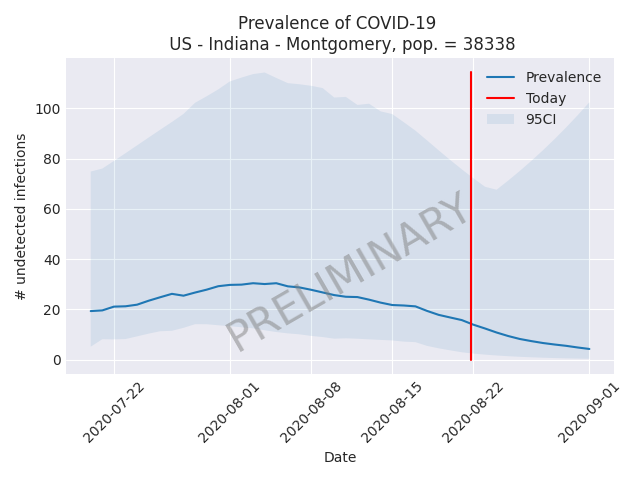 Prevalence of COVID-19
US - Indiana - Montgomery, pop. = 38338
# undetected infections
100
80
60
40
20
0
Prevalence
Today
95CI
PRELIMINARY
2020-07-22
2020-08-01
2020-08-08
2020-08-15
2020-08-22
2020-09-01
Date